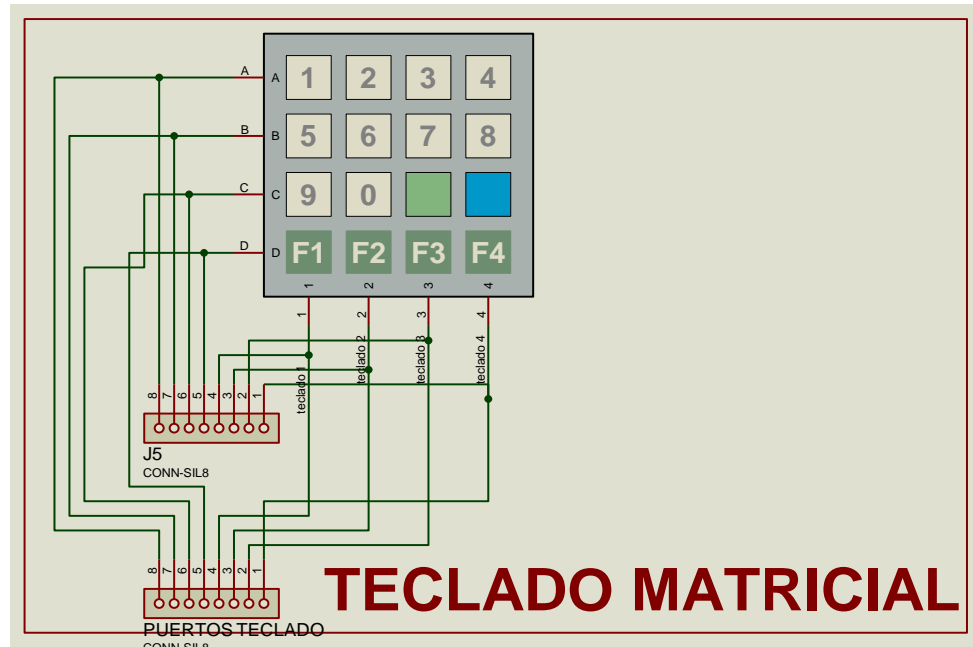 A A 1 2 3 4
B B 5 6 7 8
C C 9 0
D D F1 F2 F3 F4
1 2 3 4
1 2 3 4
teclado 1 teclado 2 teclado 3 teclado 4
8 7 6 5 4 3 2 1
J5
CONN-SIL8
8 7 6 5 4 3 2 1
TECLADO MATRICIAL
PUERTOS TECLADO
CONN-SIL8